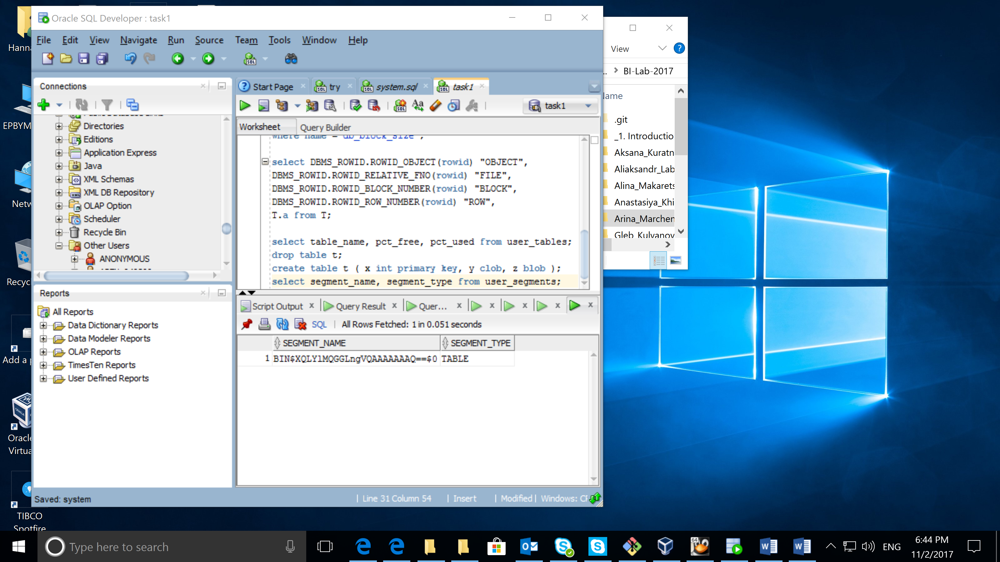 Oracle SQL Developer : task1
File Edit View Navigate Run Source Team Tools Window Help
Connections
Directories
Editions
Application Express
Java
XML Schemas
XML DB Repository
OLAP Option
Scheduler
Recycle Bin
Other Users
ANONYMOUS
Reports
All Reports
Data Dictionary Reports
Data Modeler Reports
OLAP Reports
TimesTen Reports
User Defined Reports
Saved: system
Start Page try system.sql task1
task1
Worksheet Query Builder
where name = 'db_block_size';
select DBMS_ROWID.ROWID_OBJECT(rowid) "OBJECT",
DBMS_ROWID.ROWID_RELATIVE_FNO(rowid) "FILE",
DBMS_ROWID.ROWID_BLOCK_NUMBER(rowid) "BLOCK",
DBMS_ROWID.ROWID_ROW_NUMBER(rowid) "ROW",
T.a from T;
select table_name, pct_free, pct_used from user_tables;
drop table t;
create table t ( x int primary key, y clob, z blob );
select segment_name, segment_type from user_segments;
Script Output Query Result Quer...
SQL | All Rows Fetched: 1 in 0.051 seconds
SEGMENT_NAME SEGMENT_TYPE
1 BIN$XQLYlMQGGLngVQAAAAAAAQ==$0 TABLE
| Line 31 Column 54 | Insert | Modified | Windows: CF
View
BI-Lab-2017
Name
.git
_1. Introductio
Aksana_Kuratn
Aliaksandr_Lab
Alina_Makarets
Anastasiya_Khi
Arina_Marchen
Gleb_Kulyanov
Hanna
EPBYM
Netw
Recyc
Add a p
Oracle
Virtua
TIBCO
Spotfire
Type here to search
ENG
6:44 PM
11/2/2017